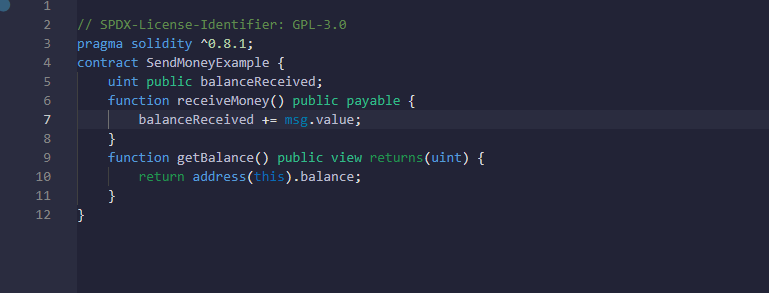 1
2 // SPDX-License-Identifier: GPL-3.0
3 pragma solidity ^0.8.1;
4 contract SendMoneyExample {
5 uint public balanceReceived;
6 function receiveMoney() public payable {
7 balanceReceived += msg.value;
8 }
9 function getBalance() public view returns(uint) {
10 return address(this).balance;
11 }
12 }